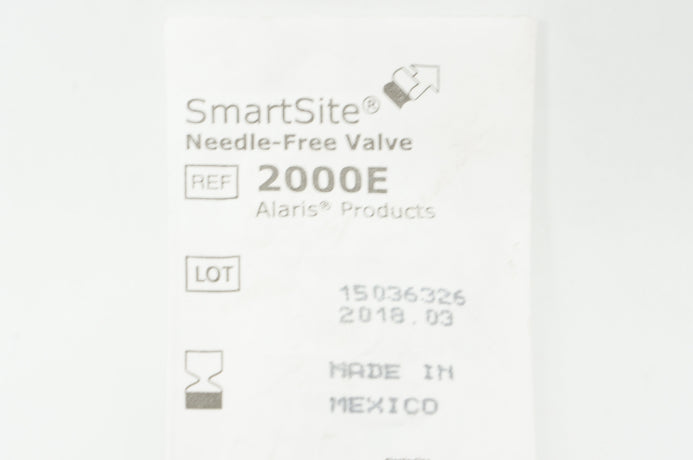 SmartSite®
Needle-Free Valve
REF 2000E
Alaris® Products
LOT
15036326
2018.03
MADE IN
MEXICO